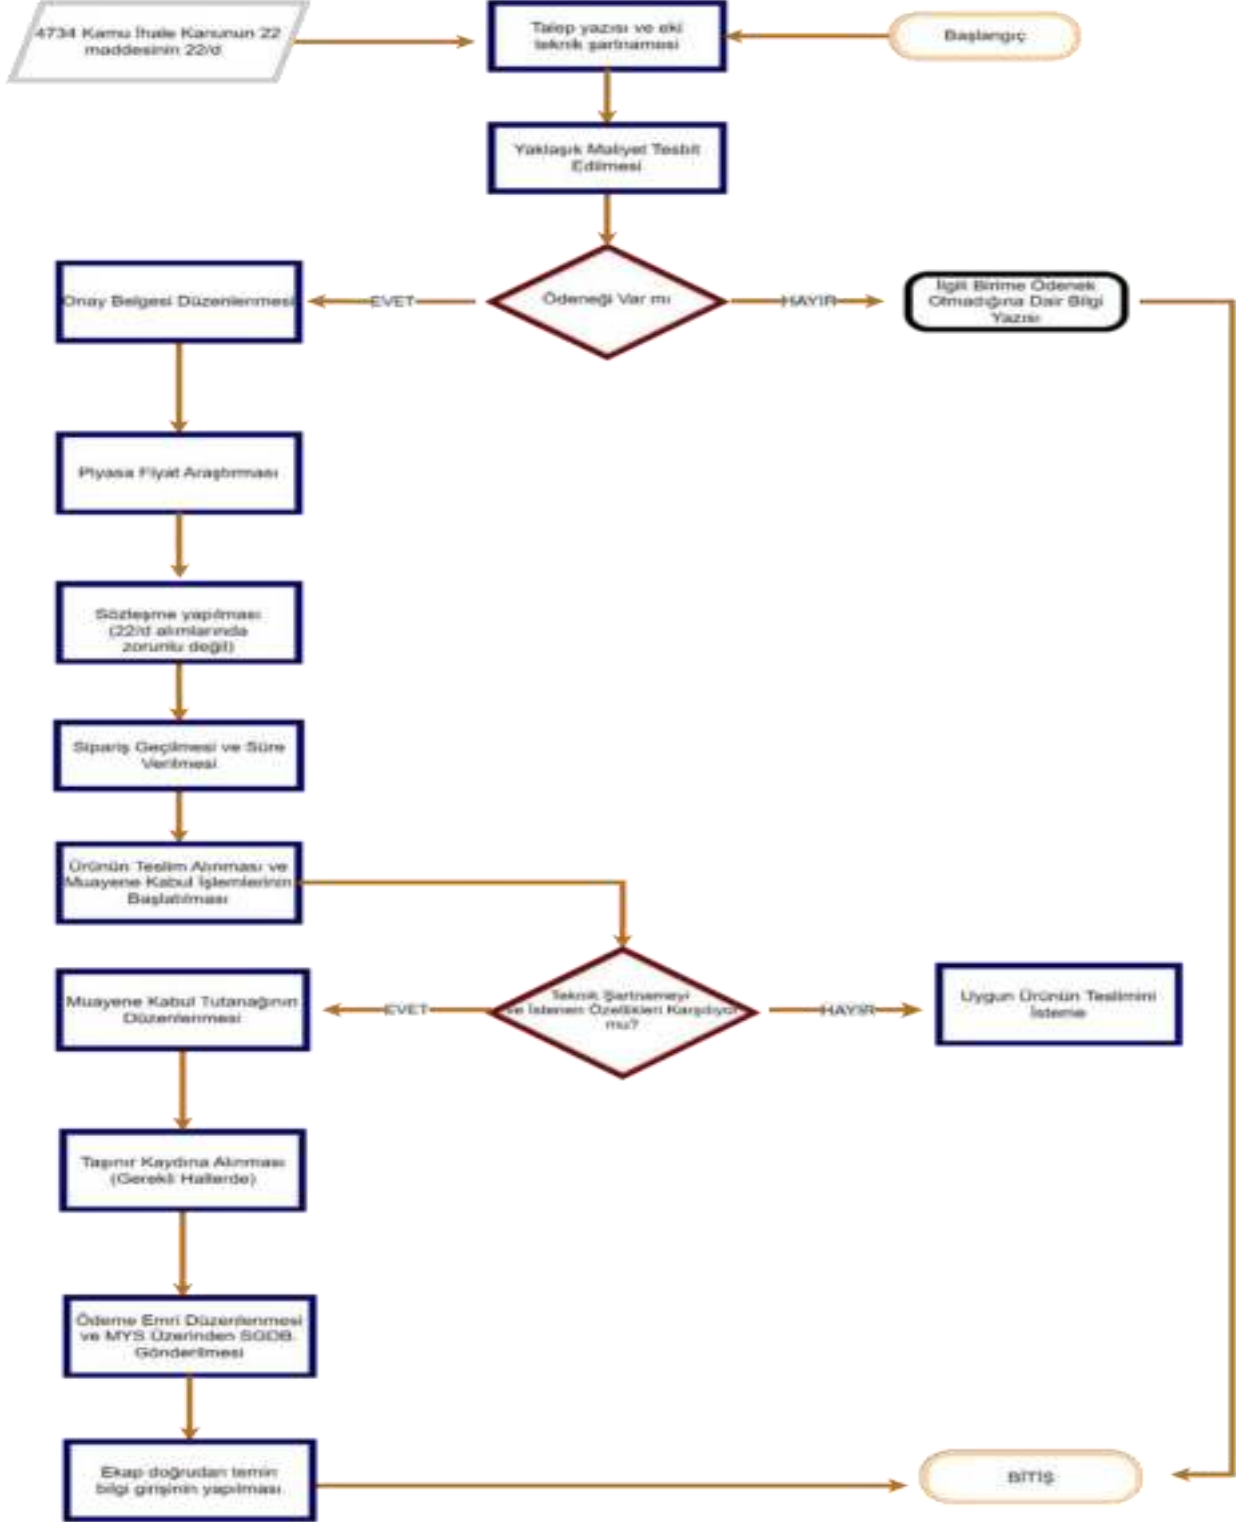 4734 Kamu İhale Kanunun 22
maddesinin 22/d
Talep yazısı ve eki
teknik şartnamesi
Başlangıç
Yaklaşık Maliyet Tesbit
Edilmesi
Onay Belgesi Düzenlenmesi
EVET
Ödeneği Var mı
HAYIR
İlgili Birime Ödenek
Olmadığına Dair Bilgi
Yazısı
Piyasa Fiyat Araştırması
Sözleşme yapılması
(22/d alımlarında
zorunlu değil)
Sipariş Geçilmesi ve Süre
Verilmesi
Ürünün Teslim Alınması ve
Muayene Kabul İşlemlerinin
Başlatılması
Muayene Kabul Tutanağının
Düzenlenmesi
EVET
Teknik Şartnameyi
ve İstenen Özellikleri Karşılıyor
mu?
HAYIR
Uygun Ürünün Teslimini
İsteme
Taşınır Kaydına Alınması
(Gerekli Hallerde)
Ödeme Emri Düzenlenmesi
ve MYS Üzerinden SGDB.
Gönderilmesi
Ekap doğrudan temin
bilgi girişinin yapılması
BİTİŞ